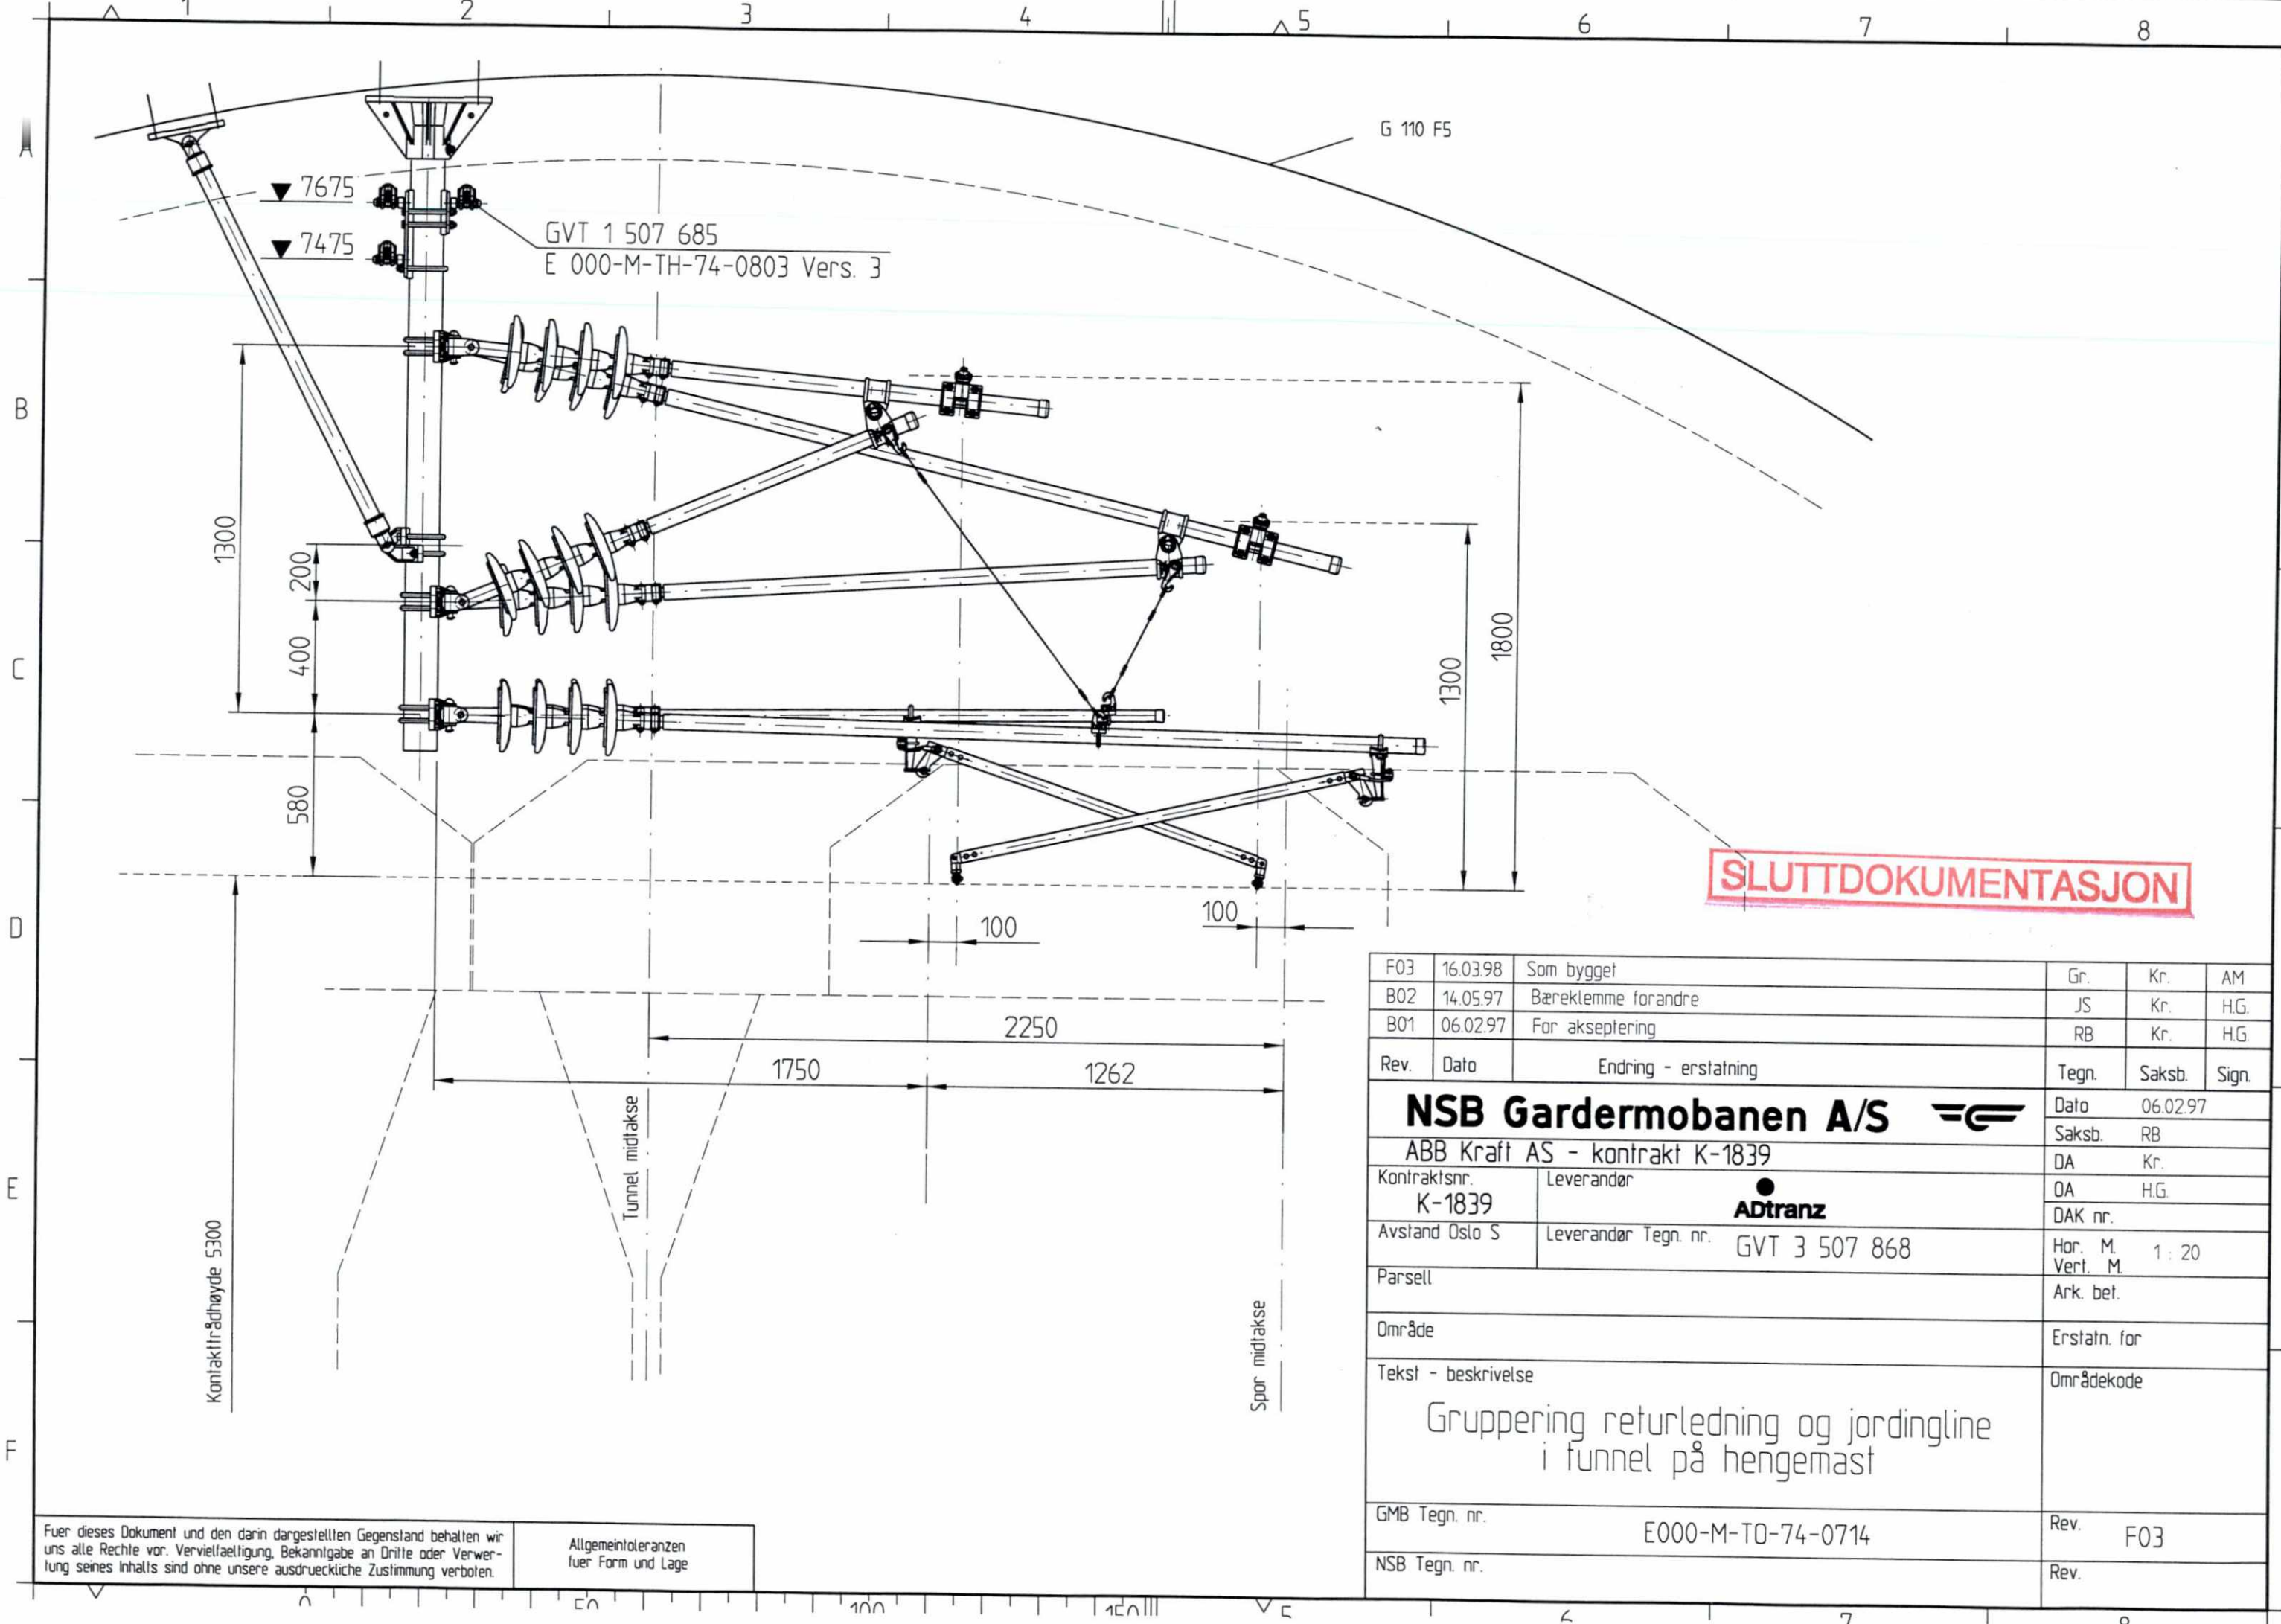 1 2 3 4 5 6 7 8
A
B
C
D
E
F
G 110 F5
7675
7475
GVT 1 507 685
E 000-M-TH-74-0803 Vers. 3
1300
200
400
580
1300
1800
100
100
2250
1750
1262
Tunnel midtakse
Spor midtakse
Kontakttrådhøyde 5300
SLUTTDOKUMENTASJON
F03 16.03.98 Som bygget Gr. Kr. AM
B02 14.05.97 Bæreklemme forandre JS Kr. H.G.
B01 06.02.97 For akseptering RB Kr. H.G.
Rev. Dato Endring - erstatning Tegn. Saksb. Sign.
NSB Gardermobanen A/S
ABB Kraft AS - kontrakt K-1839
Dato 06.02.97
Saksb. RB
DA Kr.
OA H.G.
DAK nr.
Kontraktsnr.
K-1839
Leverandør
ADtranz
Avstand Oslo S
Leverandør Tegn. nr. GVT 3 507 868
Hor. M. 1 : 20
Vert. M.
Parsell
Ark. bet.
Område
Erstatn. for
Tekst - beskrivelse
Områdekode
Gruppering returledning og jordingline
i tunnel på hengemast
GMB Tegn. nr.
E000-M-TO-74-0714
Rev. F03
NSB Tegn. nr.
Rev.
Fuer dieses Dokument und den darin dargestellten Gegenstand behalten wir
uns alle Rechte vor. Vervielfaeltigung, Bekanntgabe an Dritte oder Verwer-
tung seines Inhalts sind ohne unsere ausdrueckliche Zustimmung verboten.
Allgemeintoleranzen
fuer Form und Lage
0 50 100 150